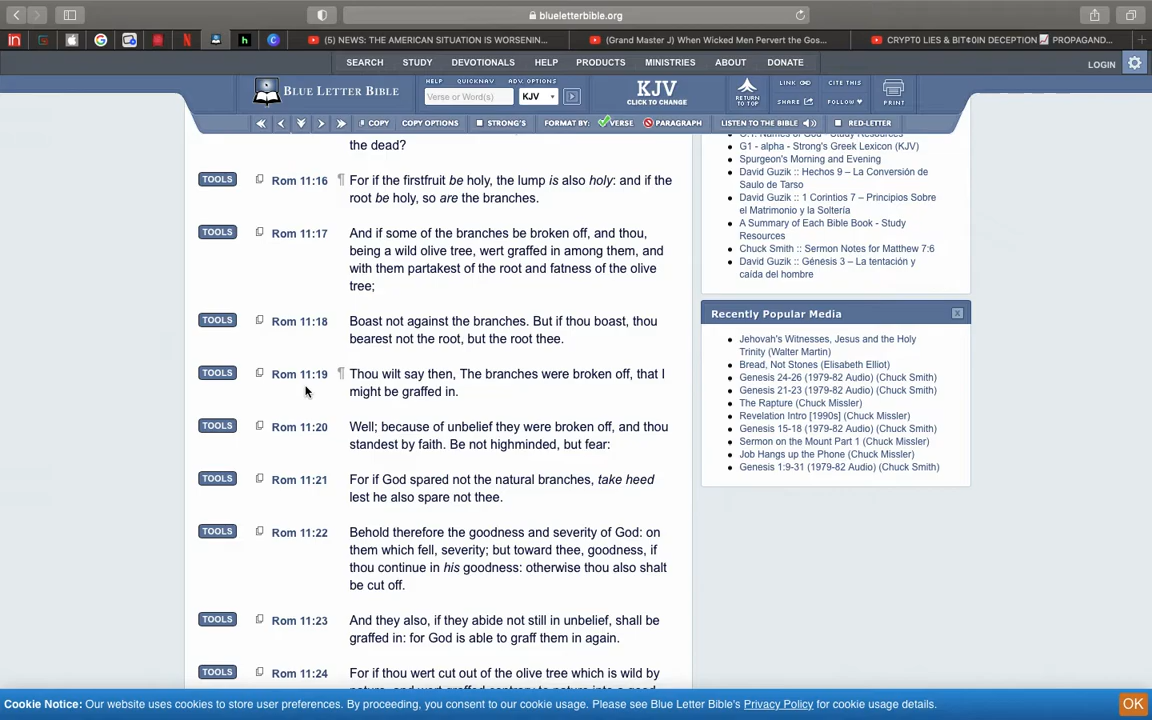 blueletterbible.org
(5) NEWS: THE AMERICAN SITUATION IS WORSENIN...
(Grand Master J) When Wicked Men Pervert the Gos...
CRYPT0 LIES & BIT¢0IN DECEPTION 📈 PROPAGAND...
SEARCH STUDY DEVOTIONALS HELP PRODUCTS MINISTRIES ABOUT DONATE
LOGIN
BLUE LETTER BIBLE
HELP QUICKNAV ADV. OPTIONS
Verse or Word(s)
KJV
KJV
CLICK TO CHANGE
RETURN
TO TOP
LINK
CITE THIS
SHARE
FOLLOW
PRINT
COPY COPY OPTIONS STRONG'S FORMAT BY: VERSE PARAGRAPH LISTEN TO THE BIBLE RED-LETTER
the dead?
TOOLS Rom 11:16 ¶ For if the firstfruit be holy, the lump is also holy: and if the
root be holy, so are the branches.
TOOLS Rom 11:17 And if some of the branches be broken off, and thou,
being a wild olive tree, wert graffed in among them, and
with them partakest of the root and fatness of the olive
tree;
TOOLS Rom 11:18 Boast not against the branches. But if thou boast, thou
bearest not the root, but the root thee.
TOOLS Rom 11:19 ¶ Thou wilt say then, The branches were broken off, that I
might be graffed in.
TOOLS Rom 11:20 Well; because of unbelief they were broken off, and thou
standest by faith. Be not highminded, but fear:
TOOLS Rom 11:21 For if God spared not the natural branches, take heed
lest he also spare not thee.
TOOLS Rom 11:22 Behold therefore the goodness and severity of God: on
them which fell, severity; but toward thee, goodness, if
thou continue in his goodness: otherwise thou also shalt
be cut off.
TOOLS Rom 11:23 And they also, if they abide not still in unbelief, shall be
graffed in: for God is able to graff them in again.
TOOLS Rom 11:24 For if thou wert cut out of the olive tree which is wild by
G1 - alpha - Strong's Greek Lexicon (KJV)
Spurgeon's Morning and Evening
David Guzik :: Hechos 9 – La Conversión de
Saulo de Tarso
David Guzik :: 1 Corintios 7 – Principios Sobre
el Matrimonio y la Soltería
A Summary of Each Bible Book - Study
Resources
Chuck Smith :: Sermon Notes for Matthew 7:6
David Guzik :: Génesis 3 – La tentación y
caída del hombre
Recently Popular Media
Jehovah's Witnesses, Jesus and the Holy
Trinity (Walter Martin)
Bread, Not Stones (Elisabeth Elliot)
Genesis 24-26 (1979-82 Audio) (Chuck Smith)
Genesis 21-23 (1979-82 Audio) (Chuck Smith)
The Rapture (Chuck Missler)
Revelation Intro [1990s] (Chuck Missler)
Genesis 15-18 (1979-82 Audio) (Chuck Smith)
Sermon on the Mount Part 1 (Chuck Missler)
Job Hangs up the Phone (Chuck Missler)
Genesis 1:9-31 (1979-82 Audio) (Chuck Smith)
Cookie Notice: Our website uses cookies to store user preferences. By proceeding, you consent to our cookie usage. Please see Blue Letter Bible's Privacy Policy for cookie usage details.
OK